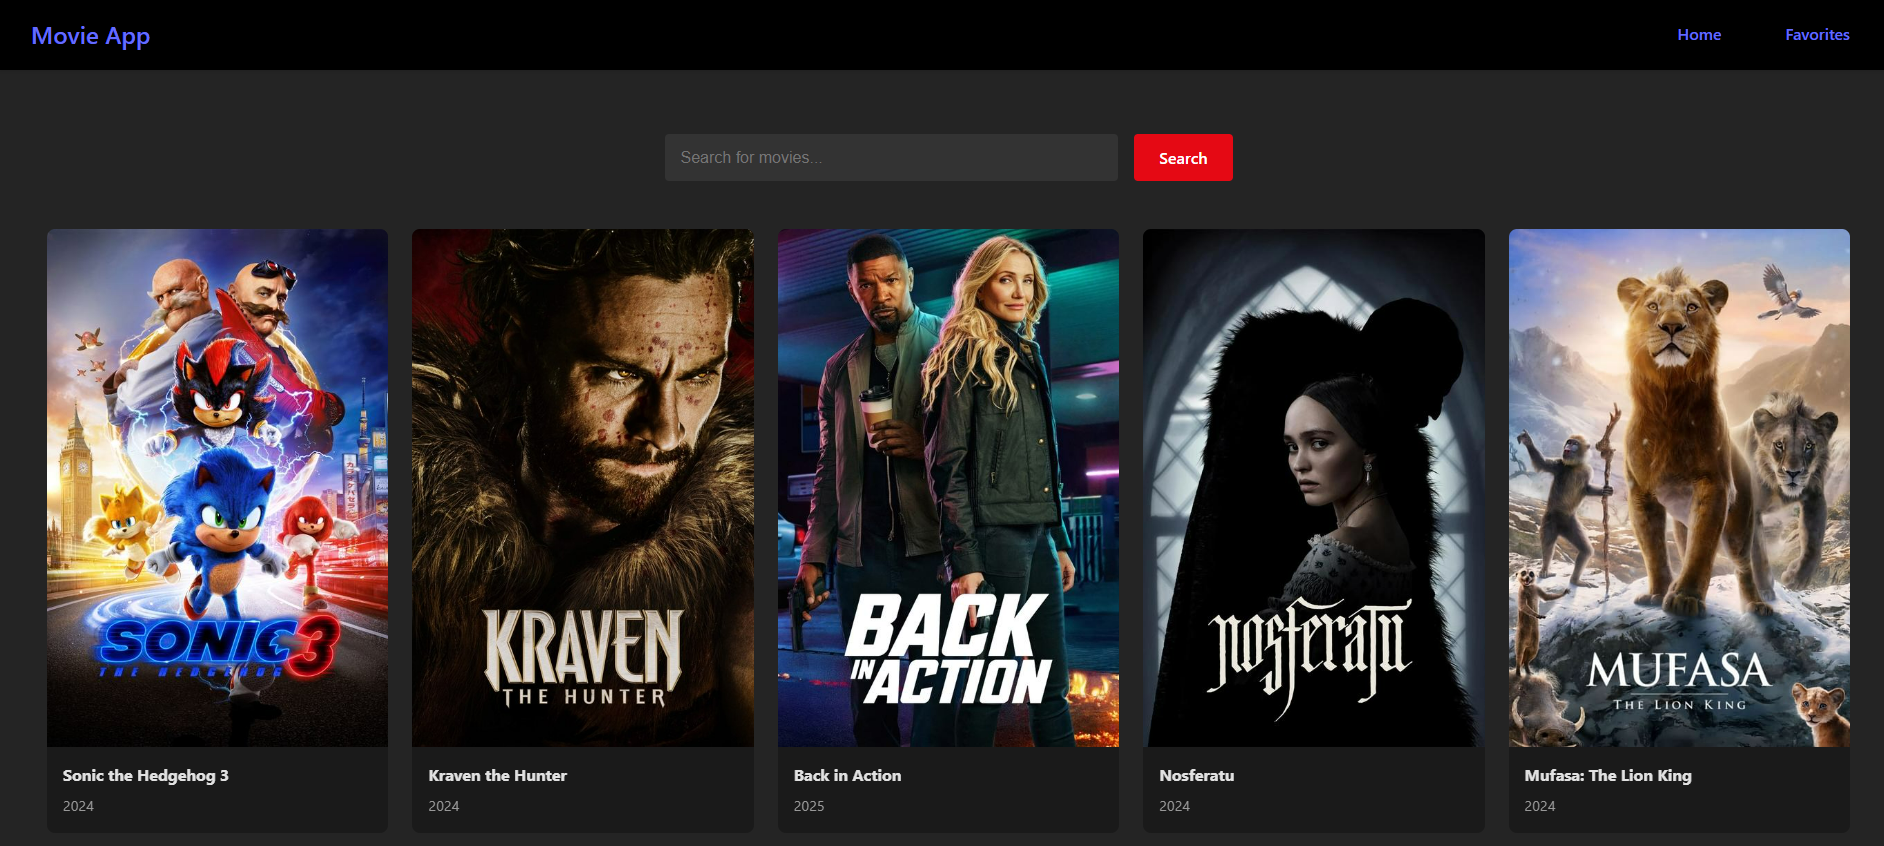 Movie App
Home
Favorites
Search for movies...
Search
SONIC 3
THE HEDGEHOG
KRAVEN
THE HUNTER
BACK
IN ACTION
nosferatu
MUFASA
THE LION KING
Sonic the Hedgehog 3
2024
Kraven the Hunter
2024
Back in Action
2025
Nosferatu
2024
Mufasa: The Lion King
2024